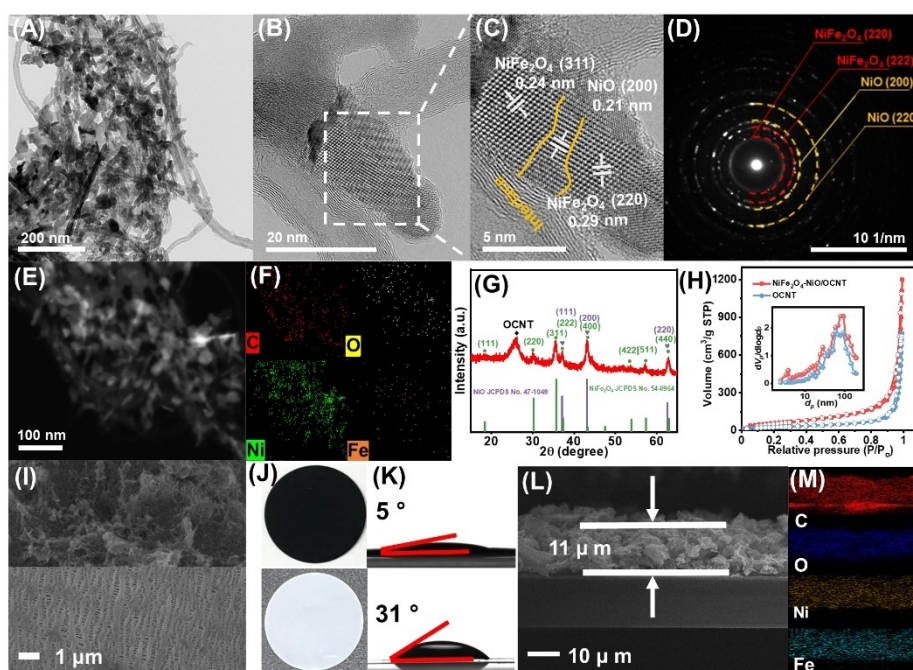 (A)
200 nm
(B)
20 nm
(C)
NiFe₂O₄ (311)
0.24 nm
NiO (200)
0.21 nm
Interface
NiFe₂O₄ (220)
0.29 nm
5 nm
(D)
NiFe₂O₄ (220)
NiFe₂O₄ (222)
NiO (200)
NiO (220)
10 1/nm
(E)
100 nm
(F)
C
O
Ni
Fe
(G)
Intensity (a.u.)
OCNT
(111)
(220)
(311)
(111)
(222)
(200)
(400)
(422)
(511)
(220)
(440)
NiO JCPDS No. 47-1049
NiFe₂O₄ JCPDS No. 54-0964
20 30 40 50 60
2θ (degree)
(H)
Volume (cm³/g STP)
1200
900
600
300
0
NiFe₂O₄-NiO/OCNT
OCNT
dVₚ/dlogdₚ
2
1
0
10 100
dₚ (nm)
0 0.2 0.4 0.6 0.8 1
Relative pressure (P/P₀)
(I)
1 μm
(J)
(K)
5 °
31 °
(L)
11 μ m
10 μ m
(M)
C
O
Ni
Fe